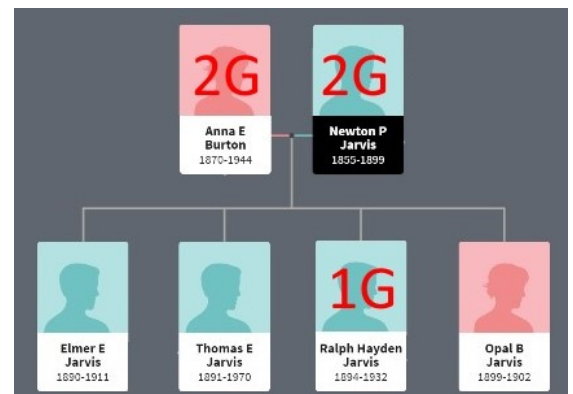 2G
2G
Anna E
Burton
1870-1944
Newton P
Jarvis
1855-1899
1G
Elmer E
Jarvis
1890-1911
Thomas E
Jarvis
1891-1970
Ralph Hayden
Jarvis
1894-1932
Opal B
Jarvis
1899-1902